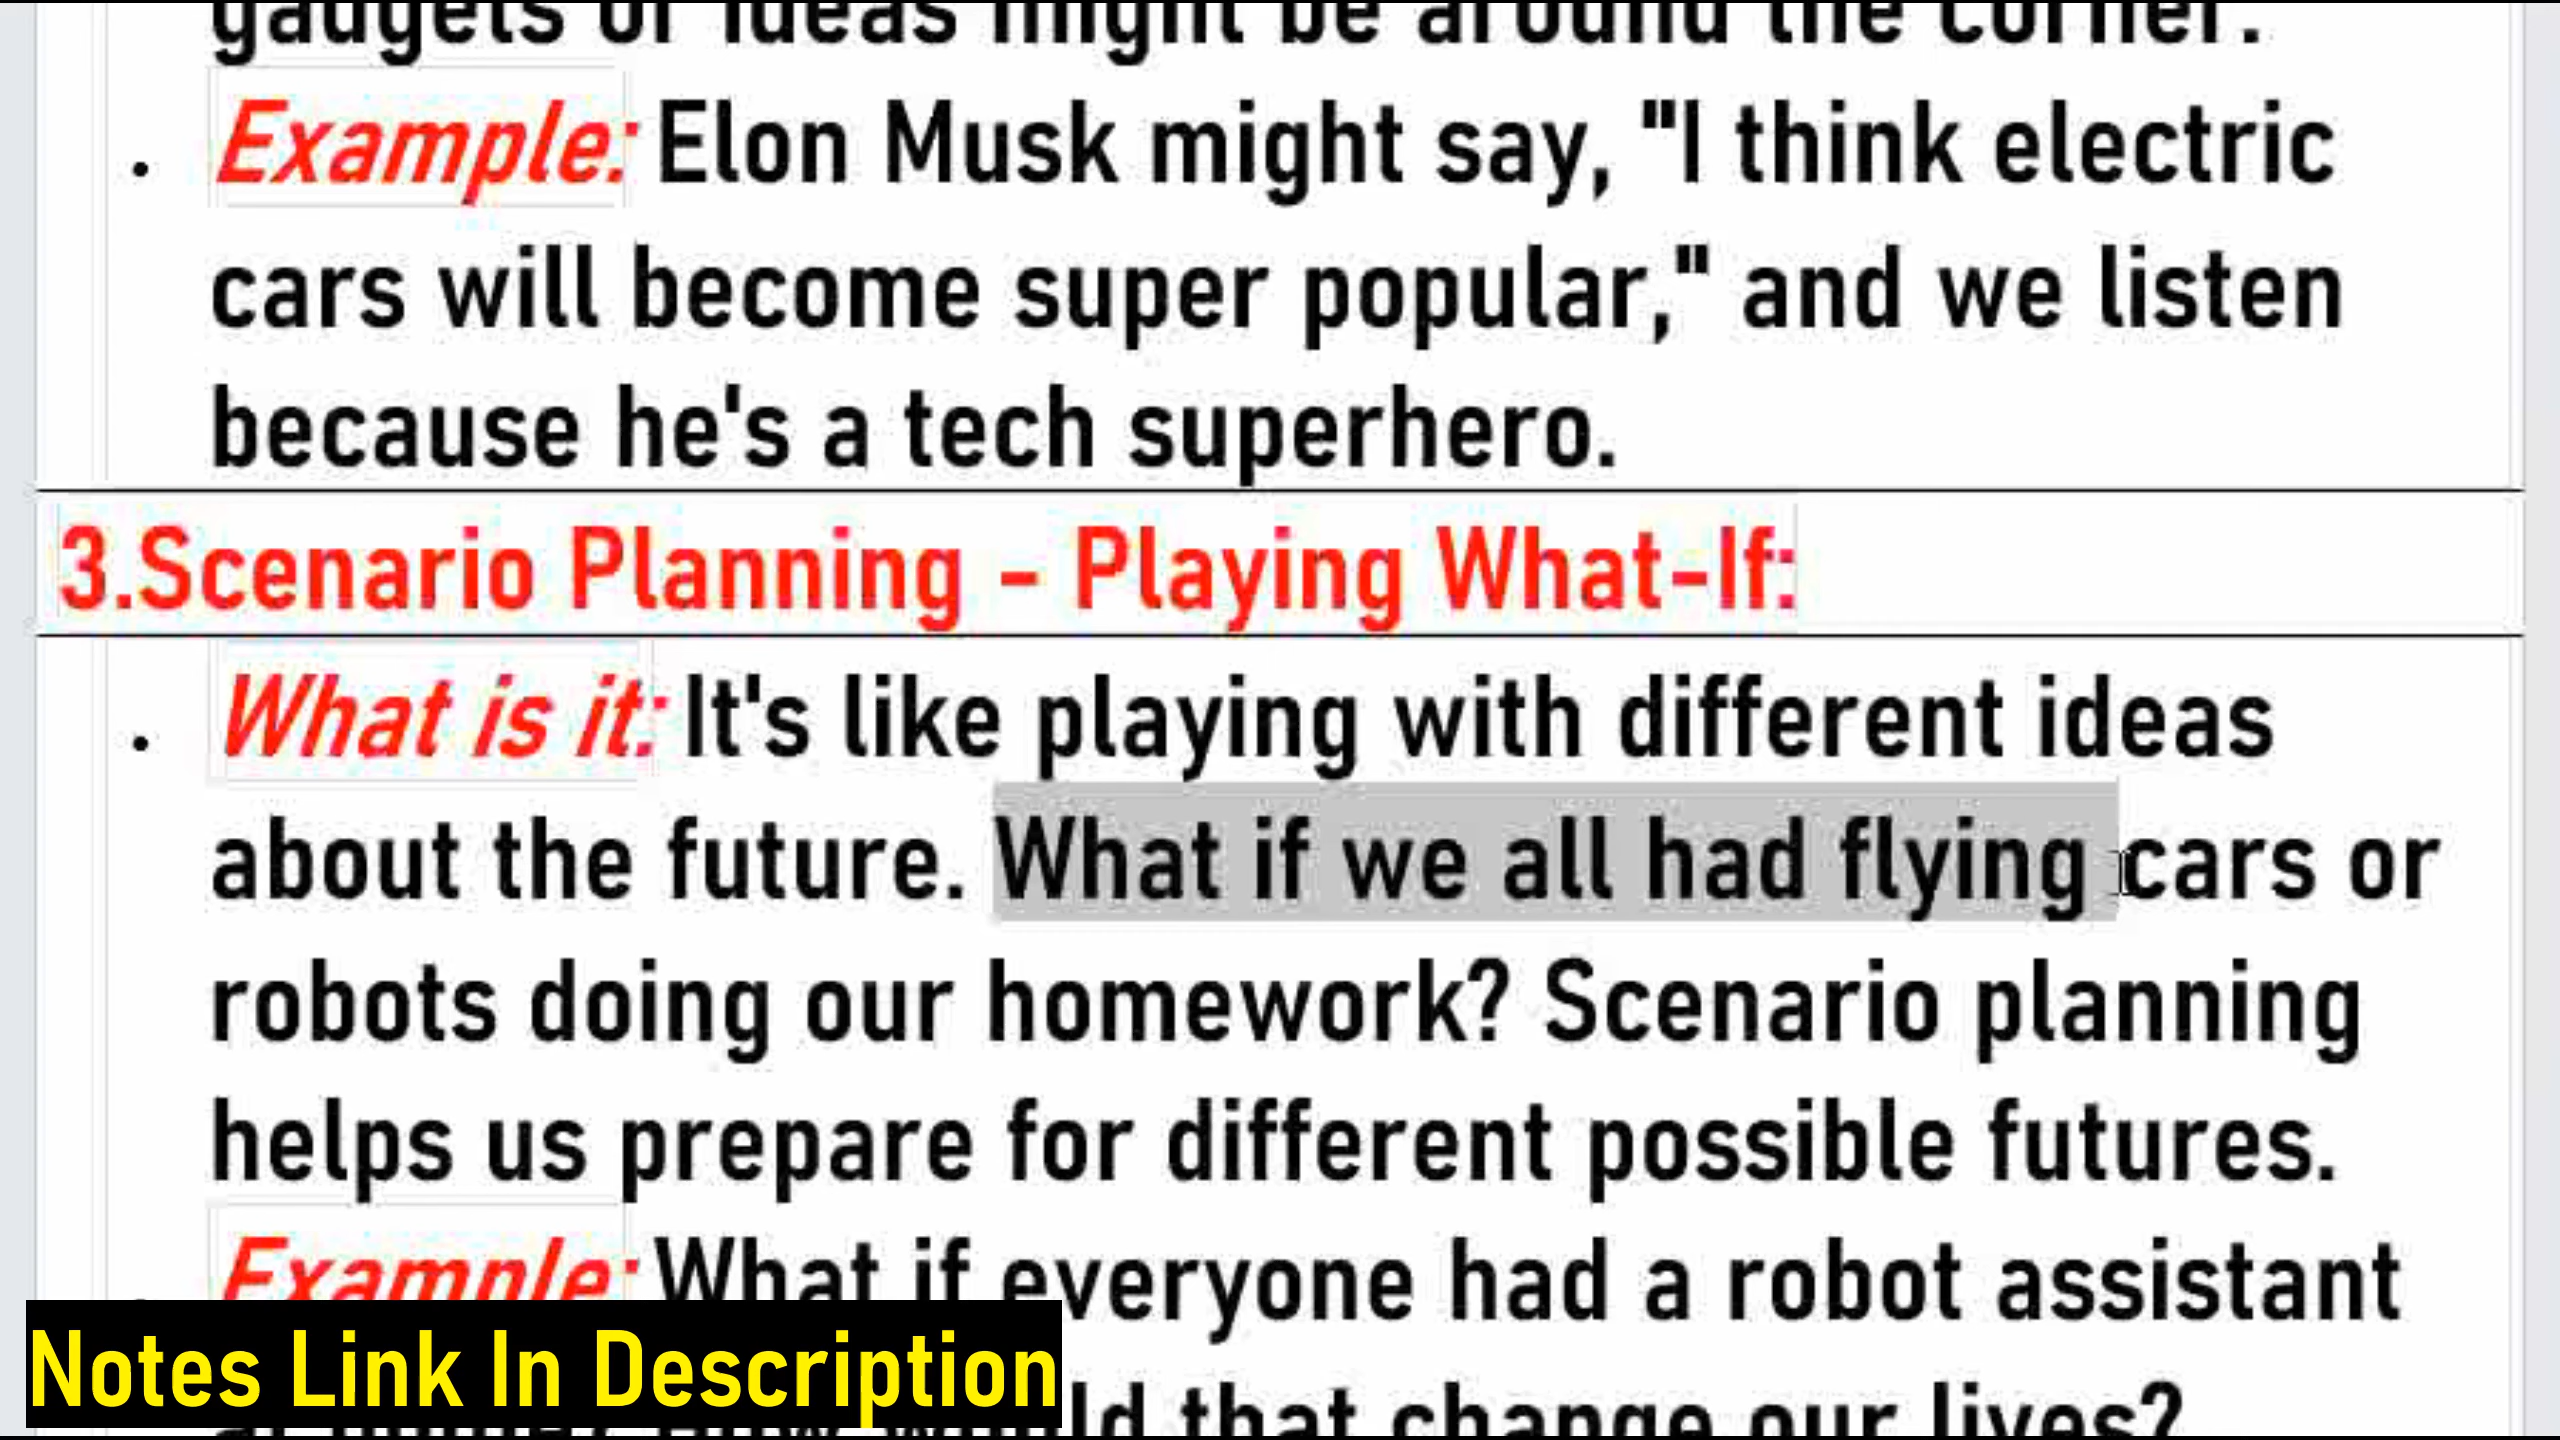 gadgets or ideas might be around the corner.
. Example: Elon Musk might say, "I think electric
cars will become super popular," and we listen
because he's a tech superhero.
3.Scenario Planning - Playing What-If:
. What is it: It's like playing with different ideas
about the future. What if we all had flying cars or
robots doing our homework? Scenario planning
helps us prepare for different possible futures.
Example: What if everyone had a robot assistant
Notes Link In Description
that change our lives?